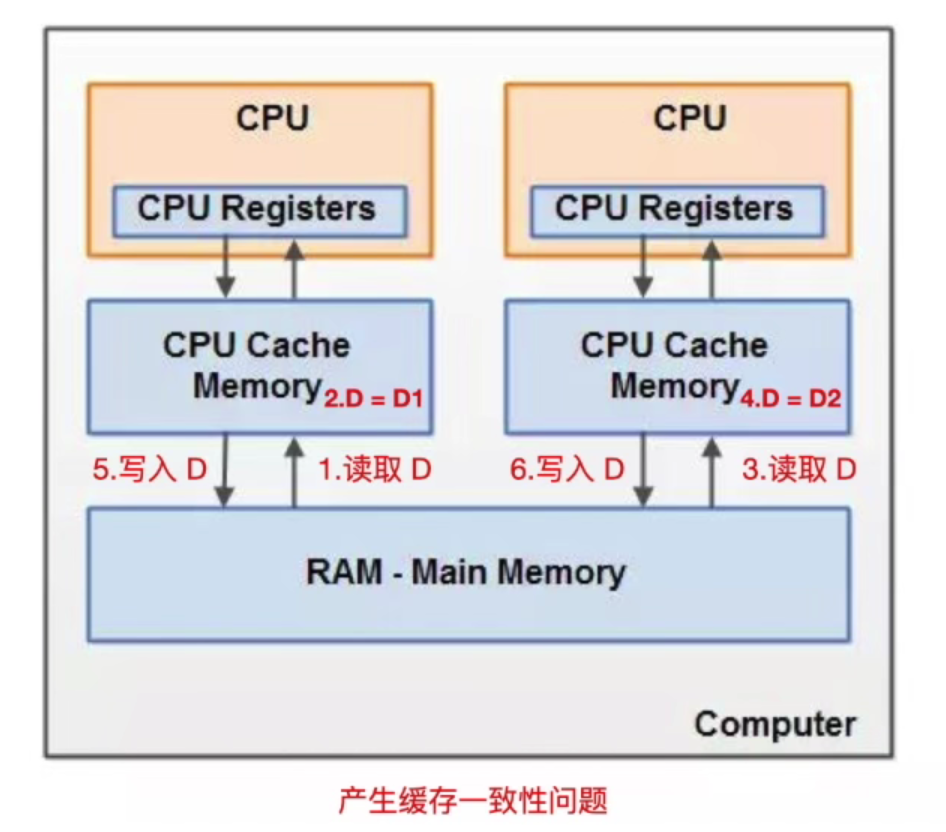 CPU
CPU Registers
CPU Cache
Memory
2.D = D1
5.写入 D
1.读取 D
CPU
CPU Registers
CPU Cache
Memory
4.D = D2
6.写入 D
3.读取 D
RAM - Main Memory
Computer
产生缓存一致性问题